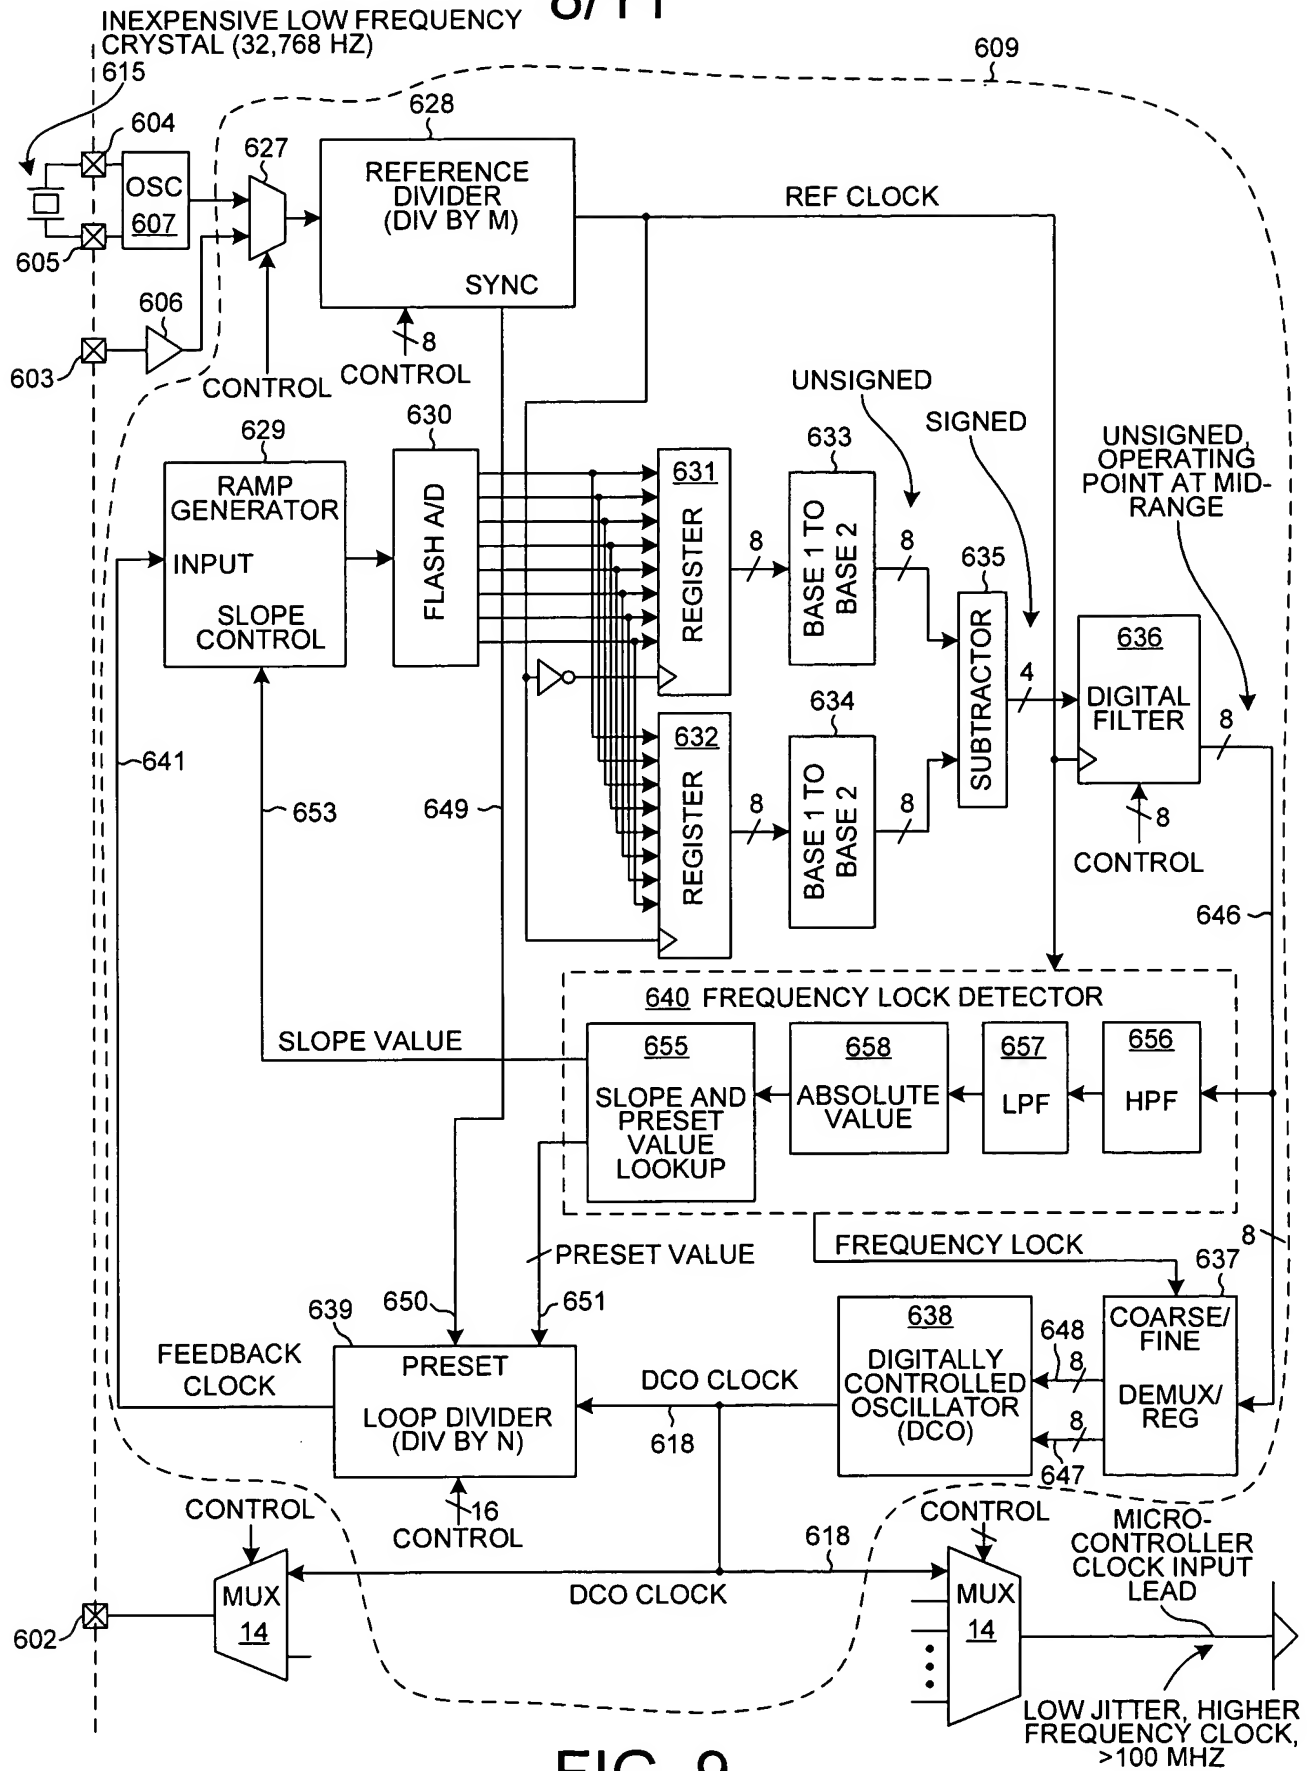 8/11
INEXPENSIVE LOW FREQUENCY
CRYSTAL (32,768 HZ)
615
604
OSC
607
605
606
603
627
CONTROL
628
REFERENCE
DIVIDER
(DIV BY M)
SYNC
8
CONTROL
REF CLOCK
609
629
RAMP
GENERATOR
INPUT
SLOPE
CONTROL
630
FLASH A/D
631
REGISTER
8
632
REGISTER
8
UNSIGNED
633
BASE 1 TO
BASE 2
8
634
BASE 1 TO
BASE 2
8
SIGNED
635
SUBTRACTOR
4
UNSIGNED,
OPERATING
POINT AT MID-
RANGE
636
DIGITAL
FILTER
8
8
CONTROL
646
641
653
649
640 FREQUENCY LOCK DETECTOR
SLOPE VALUE
655
SLOPE AND
PRESET
VALUE
LOOKUP
658
ABSOLUTE
VALUE
657
LPF
656
HPF
PRESET VALUE
FREQUENCY LOCK
8
637
COARSE/
FINE
DEMUX/
REG
648
8
8
647
638
DIGITALLY
CONTROLLED
OSCILLATOR
(DCO)
639
650
651
FEEDBACK
CLOCK
PRESET
LOOP DIVIDER
(DIV BY N)
DCO CLOCK
618
16
CONTROL
CONTROL
MUX
14
602
DCO CLOCK
618
CONTROL
MUX
14
MICRO-
CONTROLLER
CLOCK INPUT
LEAD
LOW JITTER, HIGHER
FREQUENCY CLOCK,
>100 MHZ